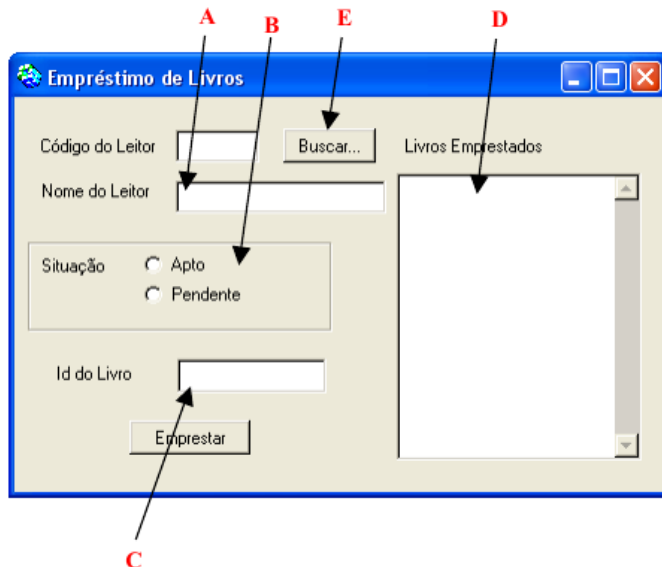 A B E D
Empréstimo de Livros
Código do Leitor Buscar... Livros Emprestados
Nome do Leitor
Situação Apto
Pendente
Id do Livro
Emprestar
C